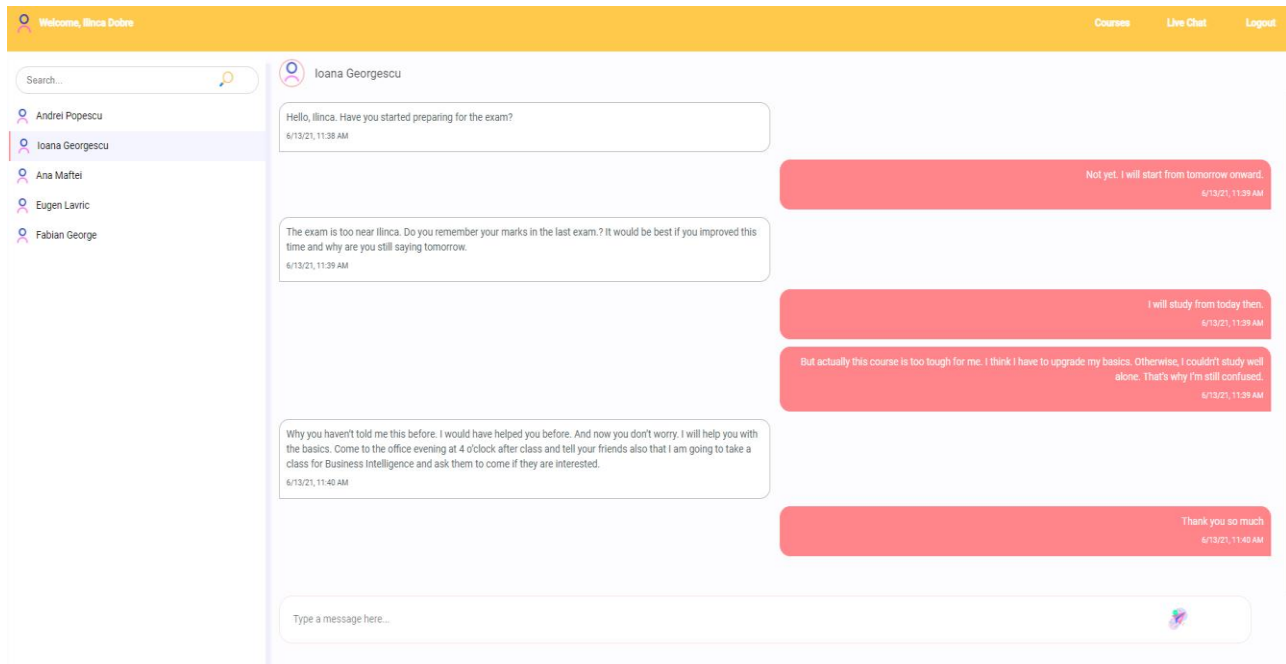 Welcome, Ilinca Dobre
Courses
Live Chat
Logout
Search...
Andrei Popescu
Ioana Georgescu
Ana Maftei
Eugen Lavric
Fabian George
Ioana Georgescu
Hello, Ilinca. Have you started preparing for the exam?
6/13/21, 11:38 AM
Not yet. I will start from tomorrow onward.
6/13/21, 11:39 AM
The exam is too near Ilinca. Do you remember your marks in the last exam.? It would be best if you improved this
time and why are you still saying tomorrow.
6/13/21, 11:39 AM
I will study from today then.
6/13/21, 11:39 AM
But actually this course is too tough for me. I think I have to upgrade my basics. Otherwise, I couldn't study well
alone. That's why I'm still confused.
6/13/21, 11:39 AM
Why you haven't told me this before. I would have helped you before. And now you don't worry. I will help you with
the basics. Come to the office evening at 4 o'clock after class and tell your friends also that I am going to take a
class for Business Intelligence and ask them to come if they are interested.
6/13/21, 11:40 AM
Thank you so much
6/13/21, 11:40 AM
Type a message here...